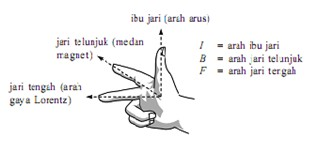 ibu jari (arah arus)
jari telunjuk (medan
magnet)
jari tengah (arah
gaya Lorentz)
I = arah ibu jari
B = arah jari telunjuk
F = arah jari tergah